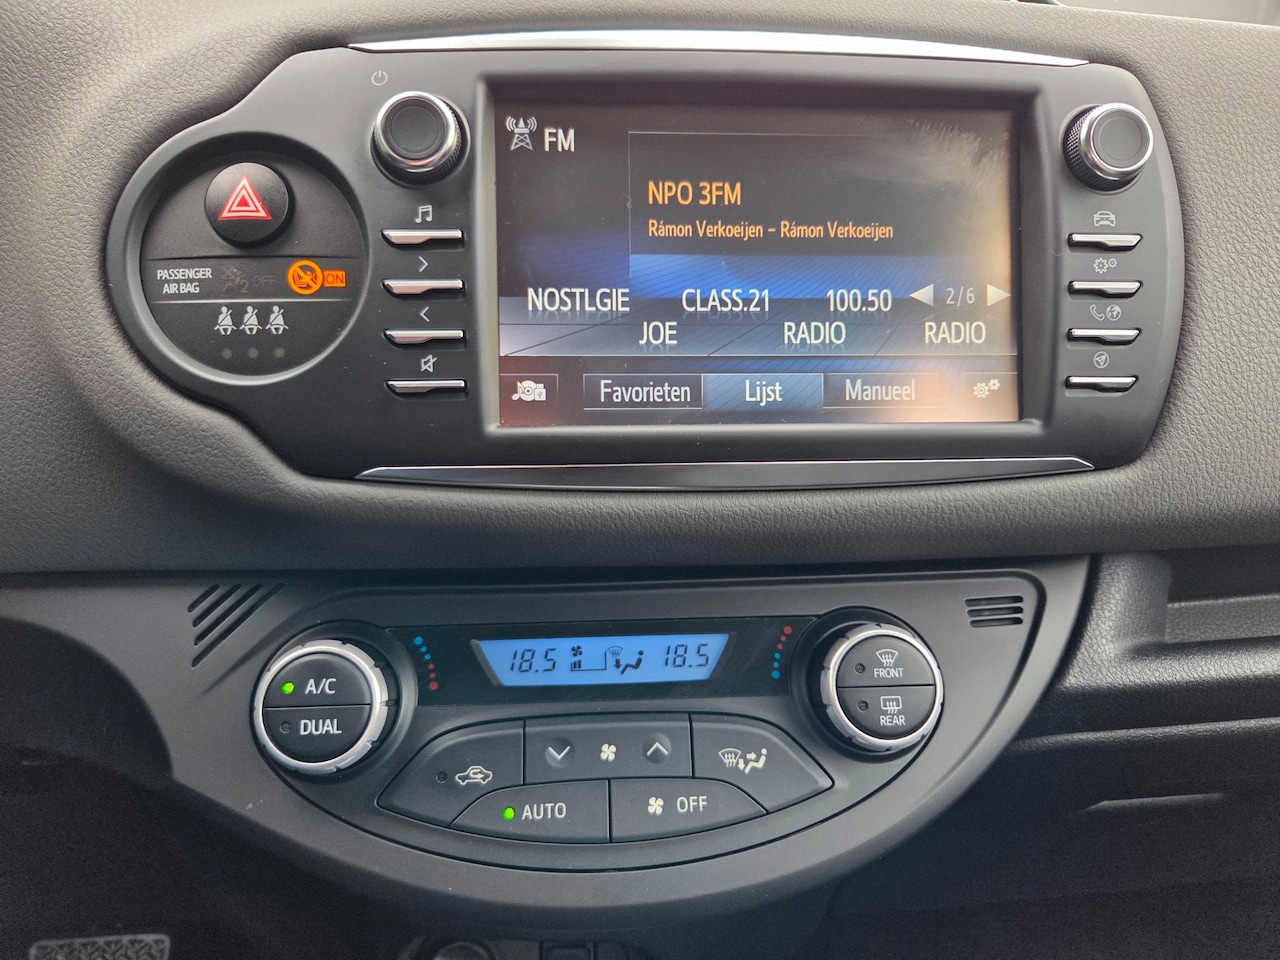 FM
NPO 3FM
Rámon Verkoeijen - Rámon Verkoeijen
NOSTLGIE CLASS.21 100.50 2/6
JOE RADIO RADIO
Favorieten Lijst Manueel
PASSENGER
AIR BAG
OFF ON
18.5 18.5
A/C
DUAL
FRONT
REAR
AUTO
OFF